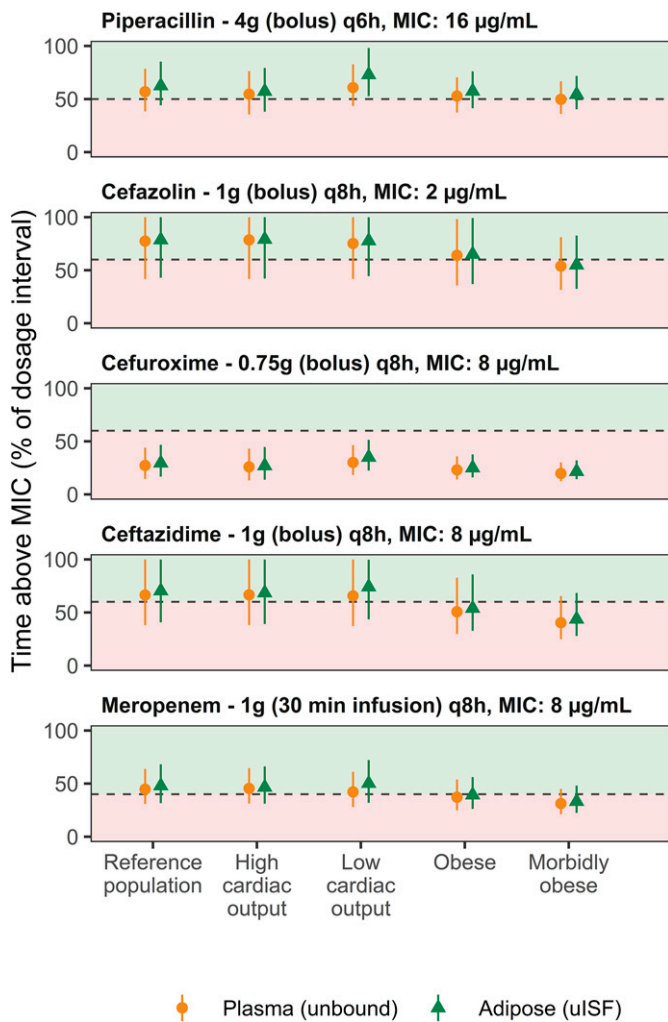 Piperacillin - 4g (bolus) q6h, MIC: 16 µg/mL
100
50
0
Cefazolin - 1g (bolus) q8h, MIC: 2 µg/mL
100
50
0
Cefuroxime - 0.75g (bolus) q8h, MIC: 8 µg/mL
100
50
0
Ceftazidime - 1g (bolus) q8h, MIC: 8 µg/mL
100
50
0
Meropenem - 1g (30 min infusion) q8h, MIC: 8 µg/mL
100
50
0
Time above MIC (% of dosage interval)
Reference
population
High
cardiac
output
Low
cardiac
output
Obese
Morbidly
obese
Plasma (unbound)
Adipose (uISF)